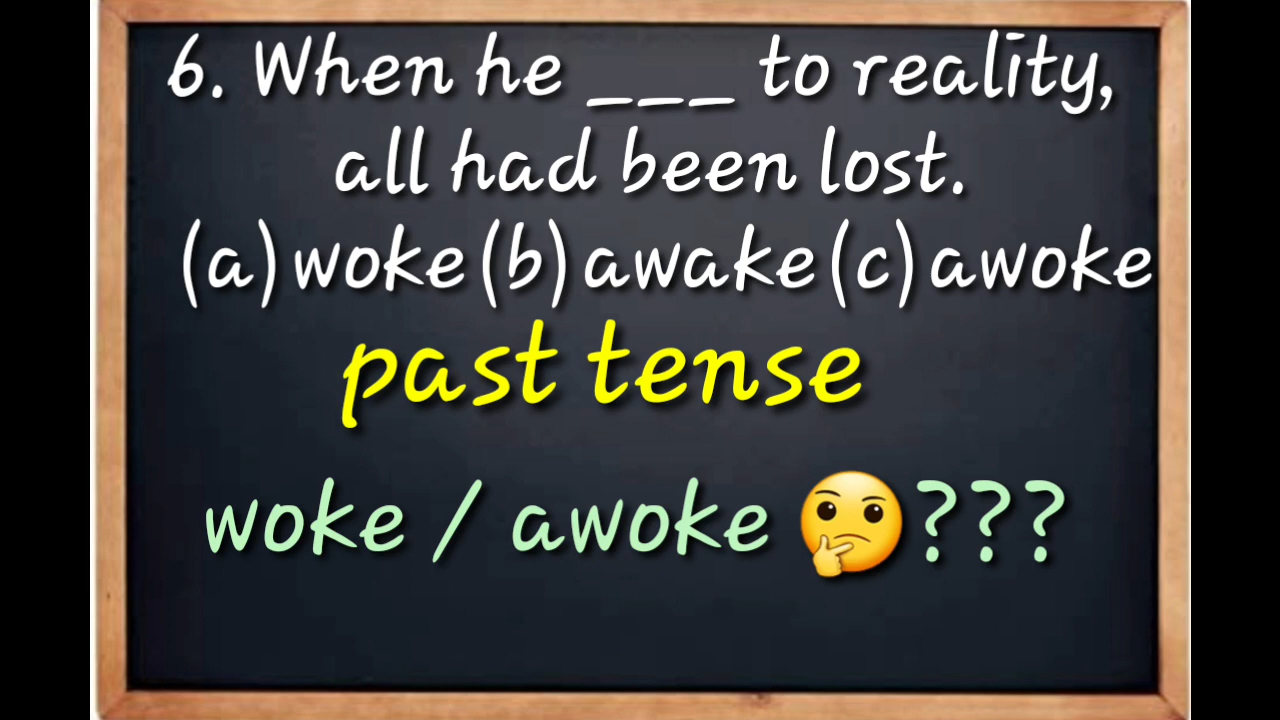 6. When he ___ to reality,
all had been lost.
(a) woke (b) awake (c) awoke
past tense
woke / awoke 🤔???